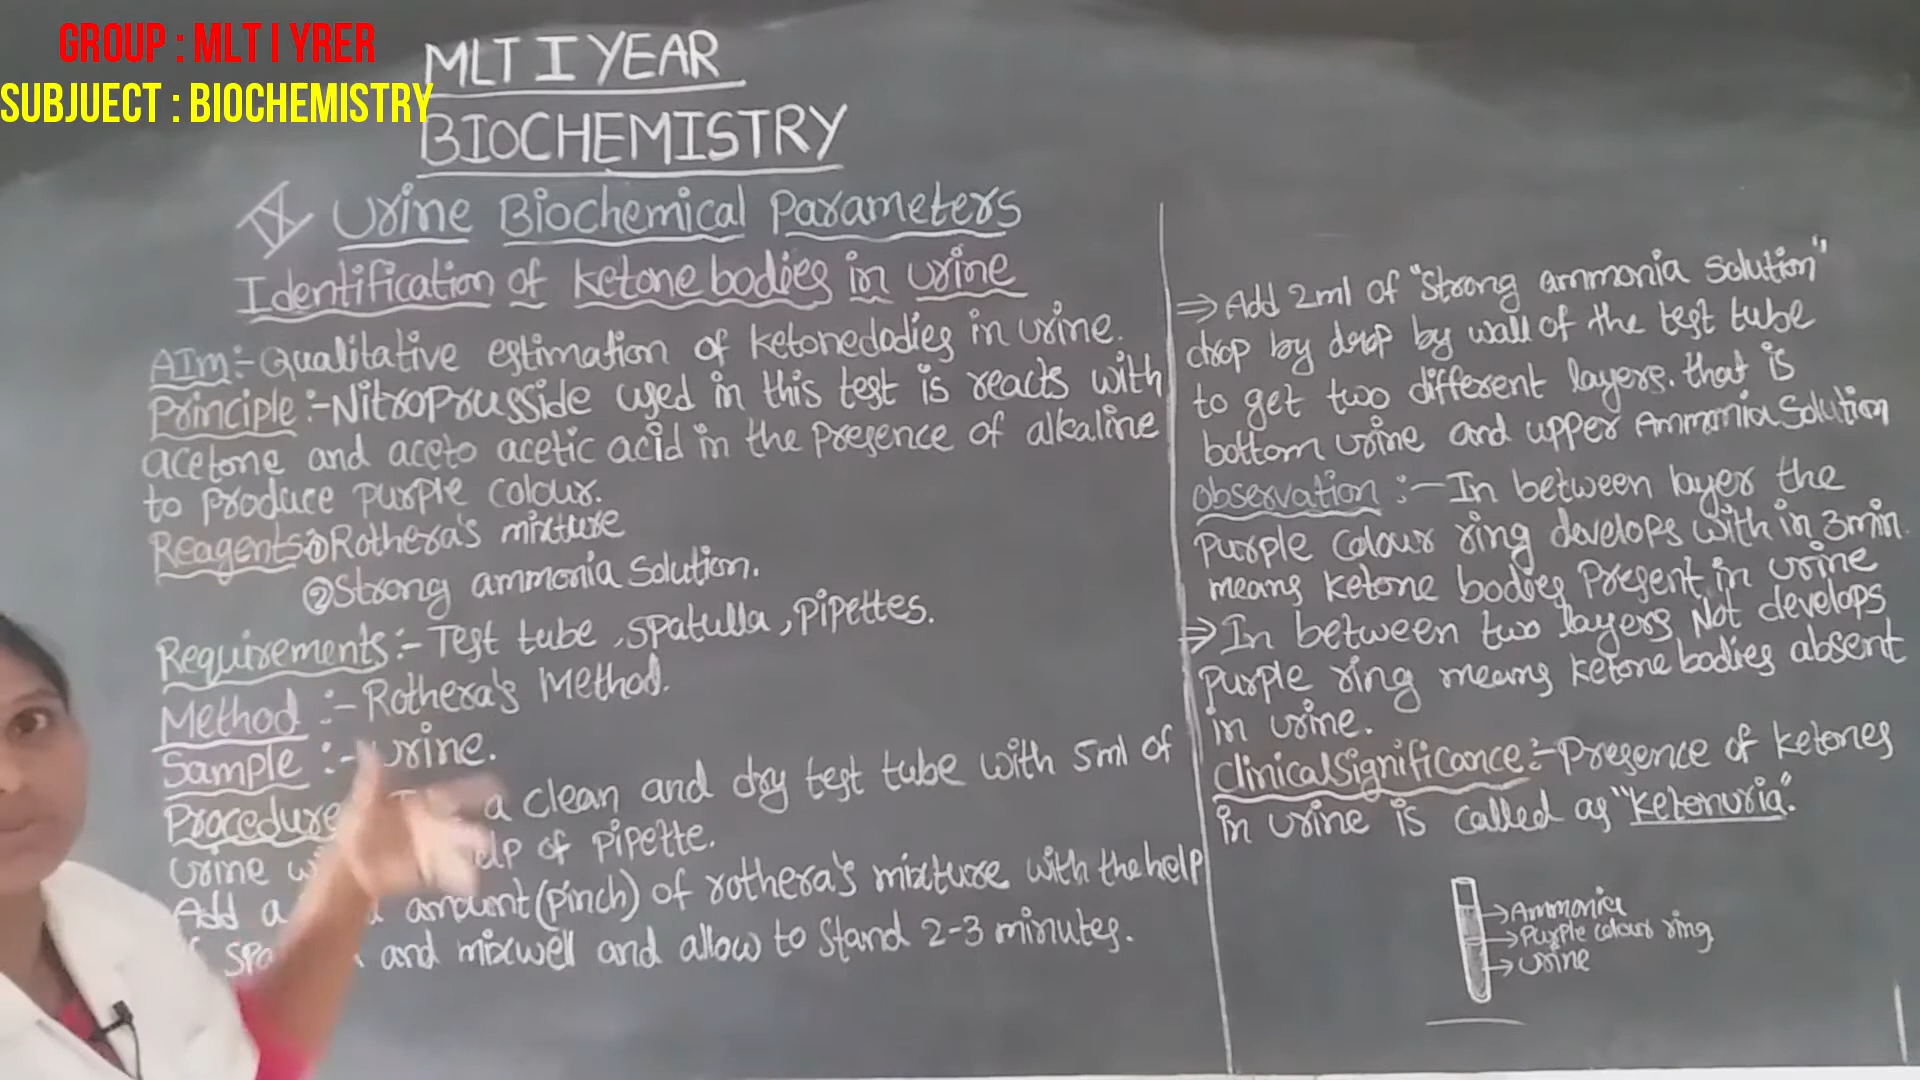 GROUP : MLT I YRER
SUBJUECT : BIOCHEMISTRY
MLT I YEAR
BIOCHEMISTRY
IX Urine Biochemical Parameters
Identification of ketone bodies in urine
AIm:- Qualitative estimation of ketonedodies in urine.
Principle:- Nitroprusside used in this test is reacts with
acetone and aceto acetic acid in the presence of alkaline
to produce purple colour.
Reagents:① Rothera's mixture
② Strong ammonia solution.
Requirements:- Test tube, spatulla, pipettes.
Method:- Rothera's Method.
Sample:- Urine.
Procedure a clean and dry test tube with 5ml of
urine of pipette.
Add a amount (pinch) of rothera's mixture with the help
and mixwell and allow to stand 2-3 minutes.
⇒ Add 2ml of "Strong ammonia solution"
drop by drop by wall of the test tube
to get two different layers. that is
bottom urine and upper Ammonia Solution
observation:- In between layer the
purple colour ring develops with in 3min.
means ketone bodies present in urine
⇒ In between two layers Not develops
purple ring means ketone bodies absent
in urine.
clinical significance:- Presence of ketones
in urine is called as "ketonuria".
→ Ammonia
→ Purple colour ring
→ urine